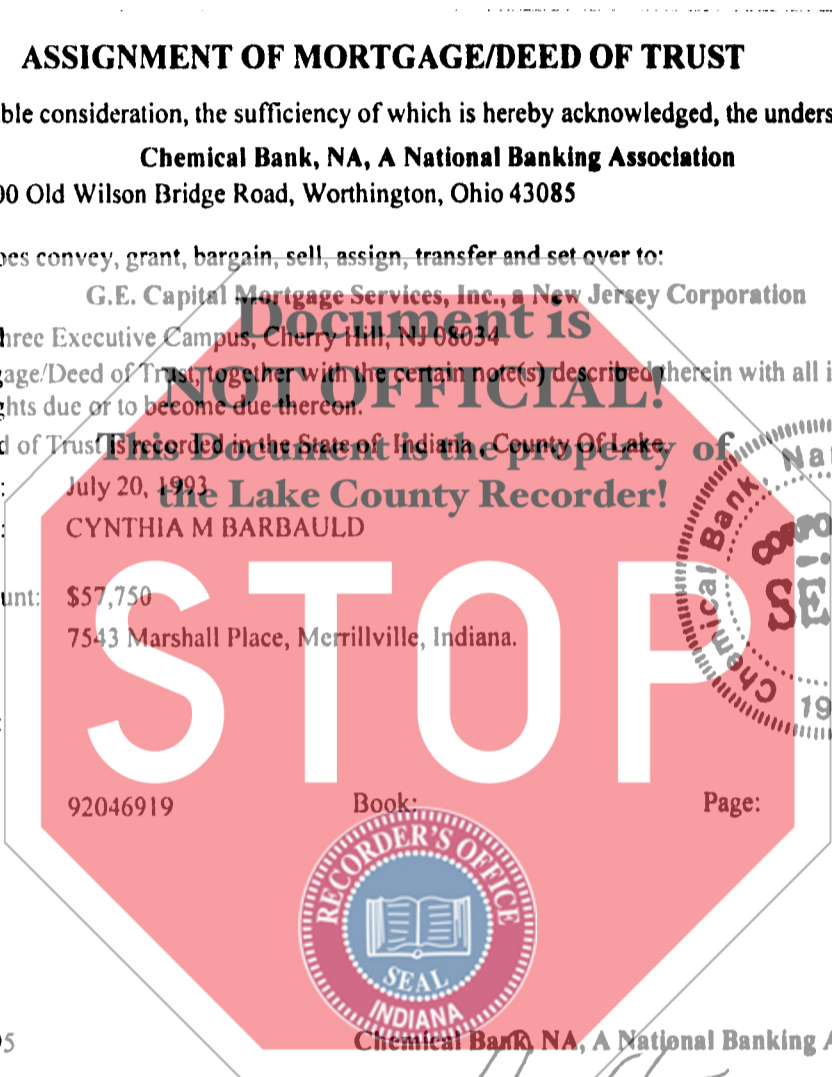 ASSIGNMENT OF MORTGAGE/DEED OF TRUST
ble consideration, the sufficiency of which is hereby acknowledged, the unders
Chemical Bank, NA, A National Banking Association
00 Old Wilson Bridge Road, Worthington, Ohio 43085
oes convey, grant, bargain, sell, assign, transfer and set over to:
G.E. Capital Mortgage Services, Inc., a New Jersey Corporation
Document is
hree Executive Campus, Cherry Hill, NJ 08034
gage/Deed of Trust, together with the certain note(s) described therein with all i
NOT OFFICIAL!
ghts due or to become due thereon.
d of Trust is recorded in the State of Indiana, County Of Lake,
This Document is the property of
: July 20, 1993
the Lake County Recorder!
: CYNTHIA M BARBAULD
unt: $57,750
7543 Marshall Place, Merrillville, Indiana.
Chemical Bank, Na
SE
19
STOP
92046919 Book: Page:
RECORDER'S OFFICE
SEAL
INDIANA
95
Chemical Bank, NA, A National Banking A